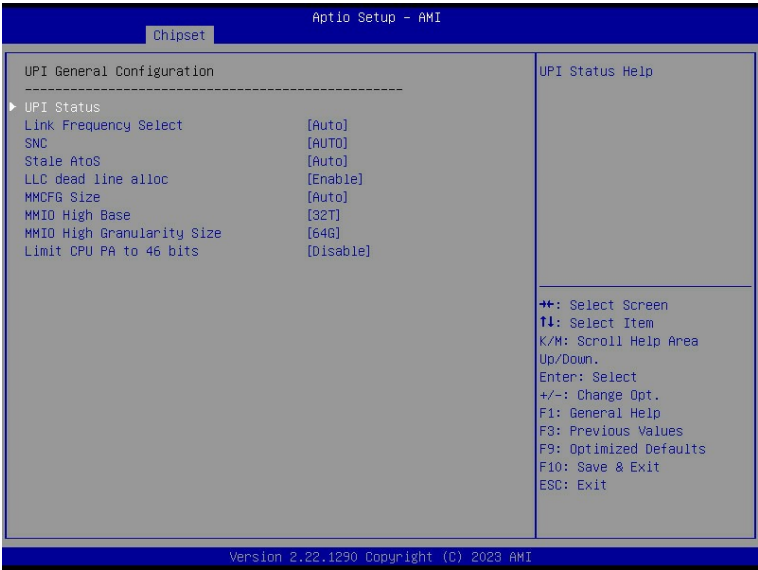 Aptio Setup – AMI
Chipset
UPI General Configuration
------------------------------------------------
UPI Status
Link Frequency Select [Auto]
SNC [AUTO]
Stale AtoS [Auto]
LLC dead line alloc [Enable]
MMCFG Size [Auto]
MMIO High Base [32T]
MMIO High Granularity Size [64G]
Limit CPU PA to 46 bits [Disable]
UPI Status Help
→←: Select Screen
↑↓: Select Item
K/M: Scroll Help Area
Up/Down.
Enter: Select
+/-: Change Opt.
F1: General Help
F3: Previous Values
F9: Optimized Defaults
F10: Save & Exit
ESC: Exit
Version 2.22.1290 Copyright (C) 2023 AMI